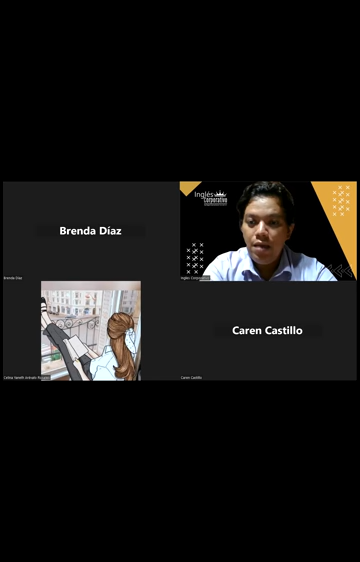 Brenda Díaz
Brenda Díaz
Inglés
Corporativo
Inglés Corporativo
Caren Castillo
Caren Castillo